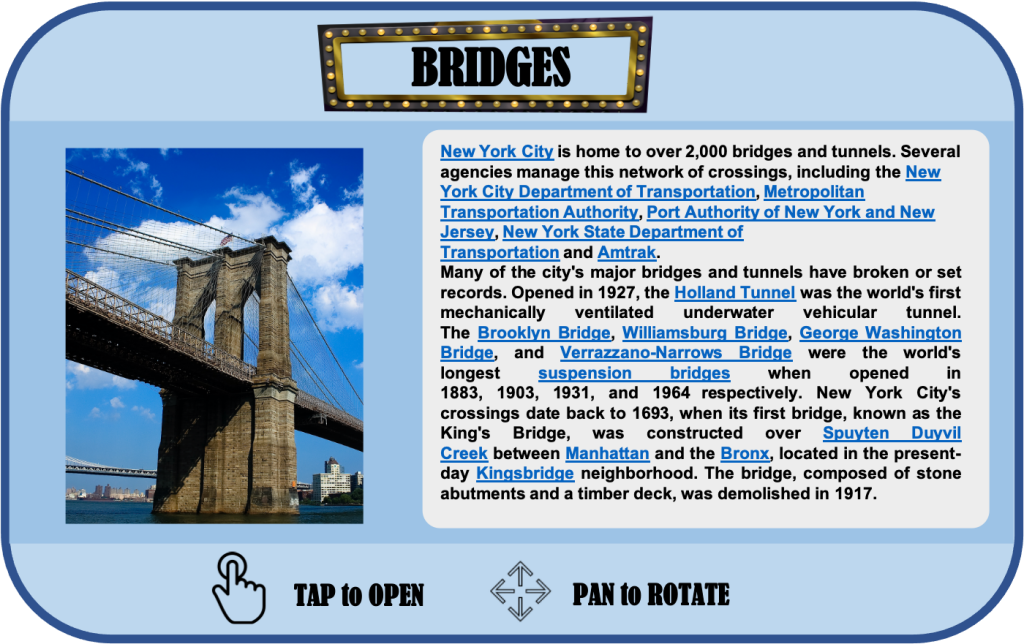 BRIDGES
New York City is home to over 2,000 bridges and tunnels. Several
agencies manage this network of crossings, including the New
York City Department of Transportation, Metropolitan
Transportation Authority, Port Authority of New York and New
Jersey, New York State Department of
Transportation and Amtrak.
Many of the city's major bridges and tunnels have broken or set
records. Opened in 1927, the Holland Tunnel was the world's first
mechanically ventilated underwater vehicular tunnel.
The Brooklyn Bridge, Williamsburg Bridge, George Washington
Bridge, and Verrazzano-Narrows Bridge were the world's
longest suspension bridges when opened in
1883, 1903, 1931, and 1964 respectively. New York City's
crossings date back to 1693, when its first bridge, known as the
King's Bridge, was constructed over Spuyten Duyvil
Creek between Manhattan and the Bronx, located in the present-
day Kingsbridge neighborhood. The bridge, composed of stone
abutments and a timber deck, was demolished in 1917.
TAP to OPEN
PAN to ROTATE